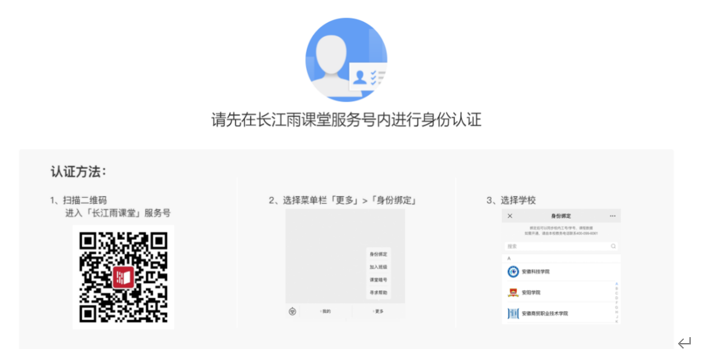 请先在长江雨课堂服务号内进行身份认证
认证方法：
1、扫描二维码
进入「长江雨课堂」服务号
2、选择菜单栏「更多」>「身份绑定」
身份绑定
加入班级
课堂暗号
寻求帮助
·我的
·更多
3、选择学校
身份绑定
搜索
A
安徽科技学院
安阳学院
安徽商贸职业技术学院